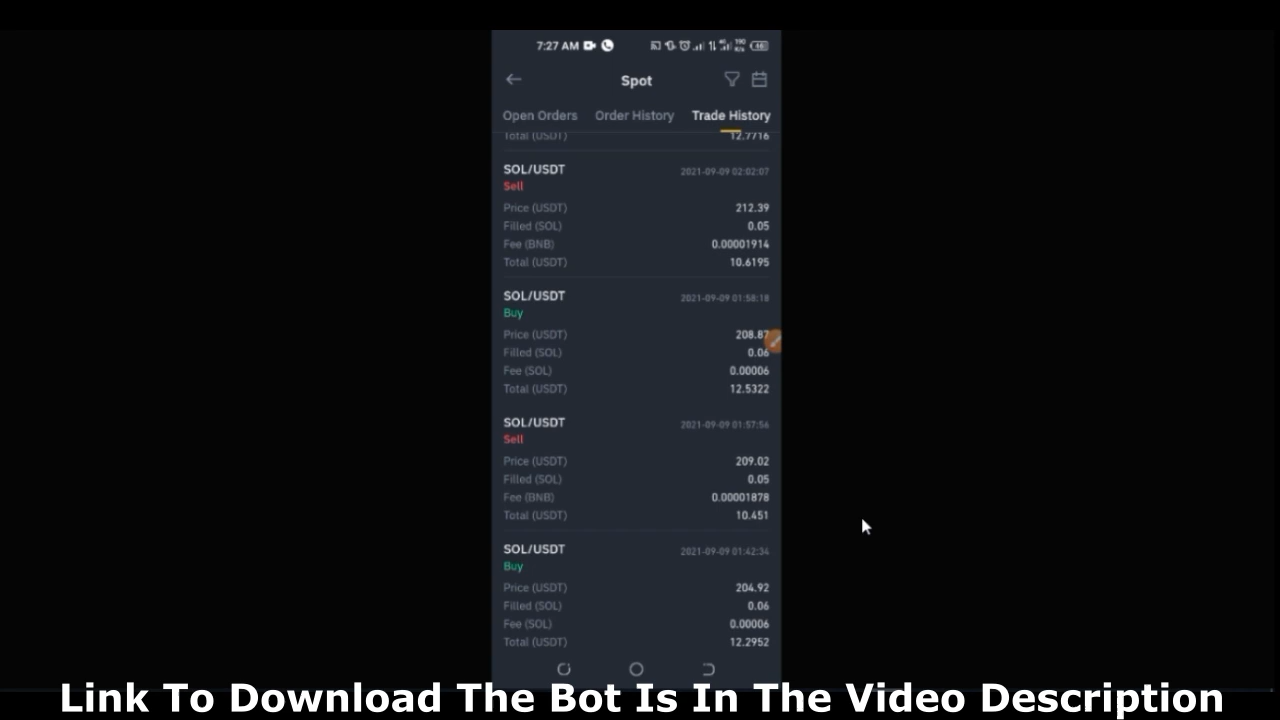 7:27 AM
Spot
Open Orders Order History Trade History
Total (USDT) 12.7716
SOL/USDT 2021-09-09 02:02:07
Sell
Price (USDT) 212.39
Filled (SOL) 0.05
Fee (BNB) 0.00001914
Total (USDT) 10.6195
SOL/USDT 2021-09-09 01:58:18
Buy
Price (USDT) 208.87
Filled (SOL) 0.06
Fee (SOL) 0.00006
Total (USDT) 12.5322
SOL/USDT 2021-09-09 01:57:56
Sell
Price (USDT) 209.02
Filled (SOL) 0.05
Fee (BNB) 0.00001878
Total (USDT) 10.451
SOL/USDT 2021-09-09 01:42:34
Buy
Price (USDT) 204.92
Filled (SOL) 0.06
Fee (SOL) 0.00006
Total (USDT) 12.2952
Link To Download The Bot Is In The Video Description